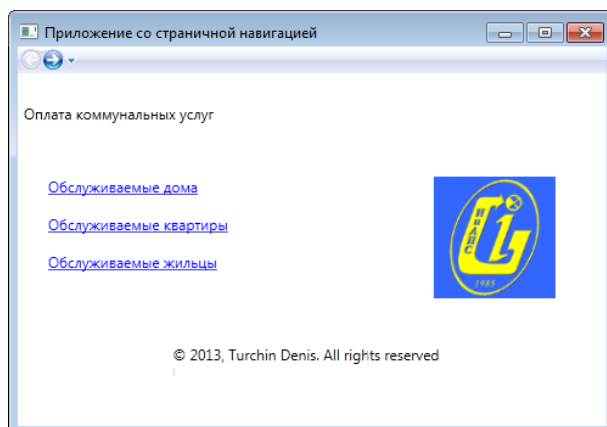 Приложение со страничной навигацией
Оплата коммунальных услуг
Обслуживаемые дома
Обслуживаемые квартиры
Обслуживаемые жильцы
1985
© 2013, Turchin Denis. All rights reserved